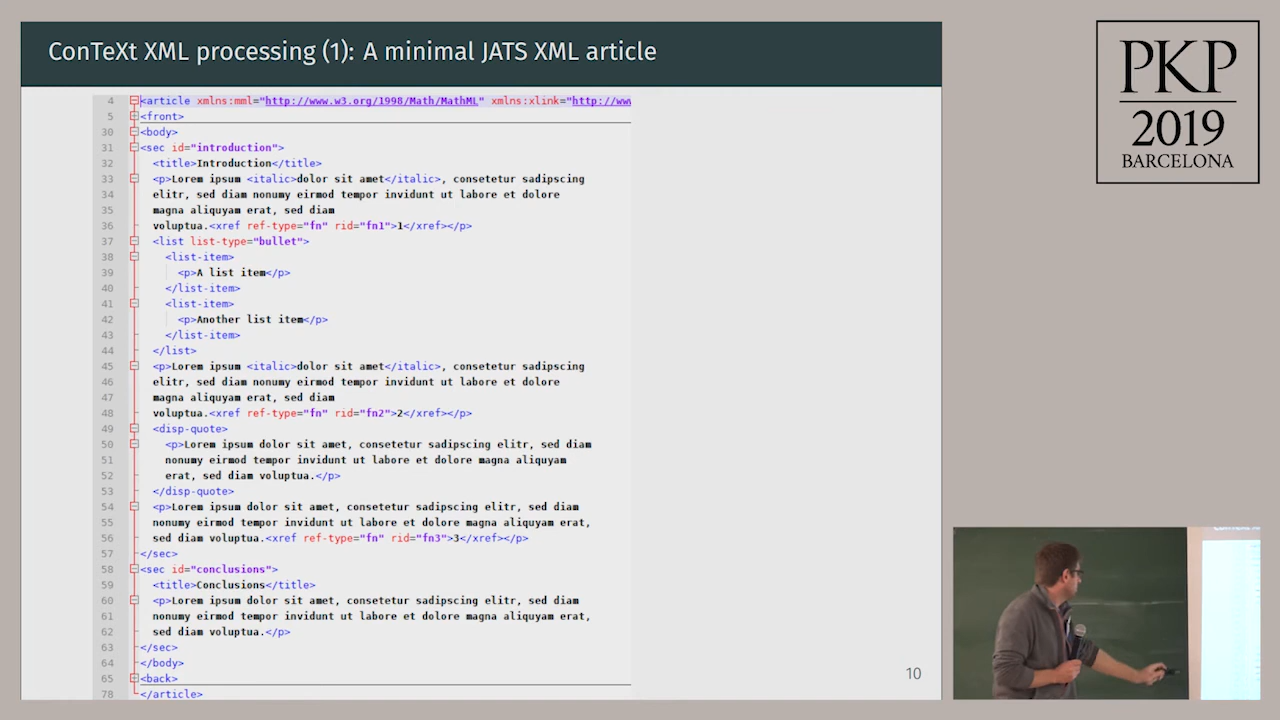 ConTeXt XML processing (1): A minimal JATS XML article
4 <article xmlns:mml="http://www.w3.org/1998/Math/MathML" xmlns:xlink="http://www
5 <front>
30 <body>
31 <sec id="introduction">
32 <title>Introduction</title>
33 <p>Lorem ipsum <italic>dolor sit amet</italic>, consetetur sadipscing
34 elitr, sed diam nonumy eirmod tempor invidunt ut labore et dolore
35 magna aliquyam erat, sed diam
36 voluptua.<xref ref-type="fn" rid="fn1">1</xref></p>
37 <list list-type="bullet">
38 <list-item>
39 <p>A list item</p>
40 </list-item>
41 <list-item>
42 <p>Another list item</p>
43 </list-item>
44 </list>
45 <p>Lorem ipsum <italic>dolor sit amet</italic>, consetetur sadipscing
46 elitr, sed diam nonumy eirmod tempor invidunt ut labore et dolore
47 magna aliquyam erat, sed diam
48 voluptua.<xref ref-type="fn" rid="fn2">2</xref></p>
49 <disp-quote>
50 <p>Lorem ipsum dolor sit amet, consetetur sadipscing elitr, sed diam
51 nonumy eirmod tempor invidunt ut labore et dolore magna aliquyam
52 erat, sed diam voluptua.</p>
53 </disp-quote>
54 <p>Lorem ipsum dolor sit amet, consetetur sadipscing elitr, sed diam
55 nonumy eirmod tempor invidunt ut labore et dolore magna aliquyam erat,
56 sed diam voluptua.<xref ref-type="fn" rid="fn3">3</xref></p>
57 </sec>
58 <sec id="conclusions">
59 <title>Conclusions</title>
60 <p>Lorem ipsum dolor sit amet, consetetur sadipscing elitr, sed diam
61 nonumy eirmod tempor invidunt ut labore et dolore magna aliquyam erat,
62 sed diam voluptua.</p>
63 </sec>
64 </body>
65 <back>
78 </article>
10
PKP
2019
BARCELONA